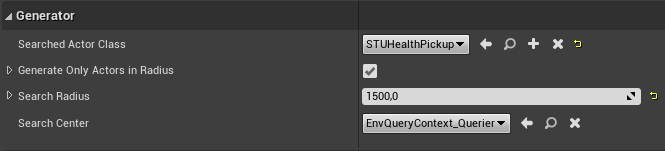 Generator
Searched Actor Class STUHealthPickup
Generate Only Actors in Radius
Search Radius 1500,0
Search Center EnvQueryContext_Querier